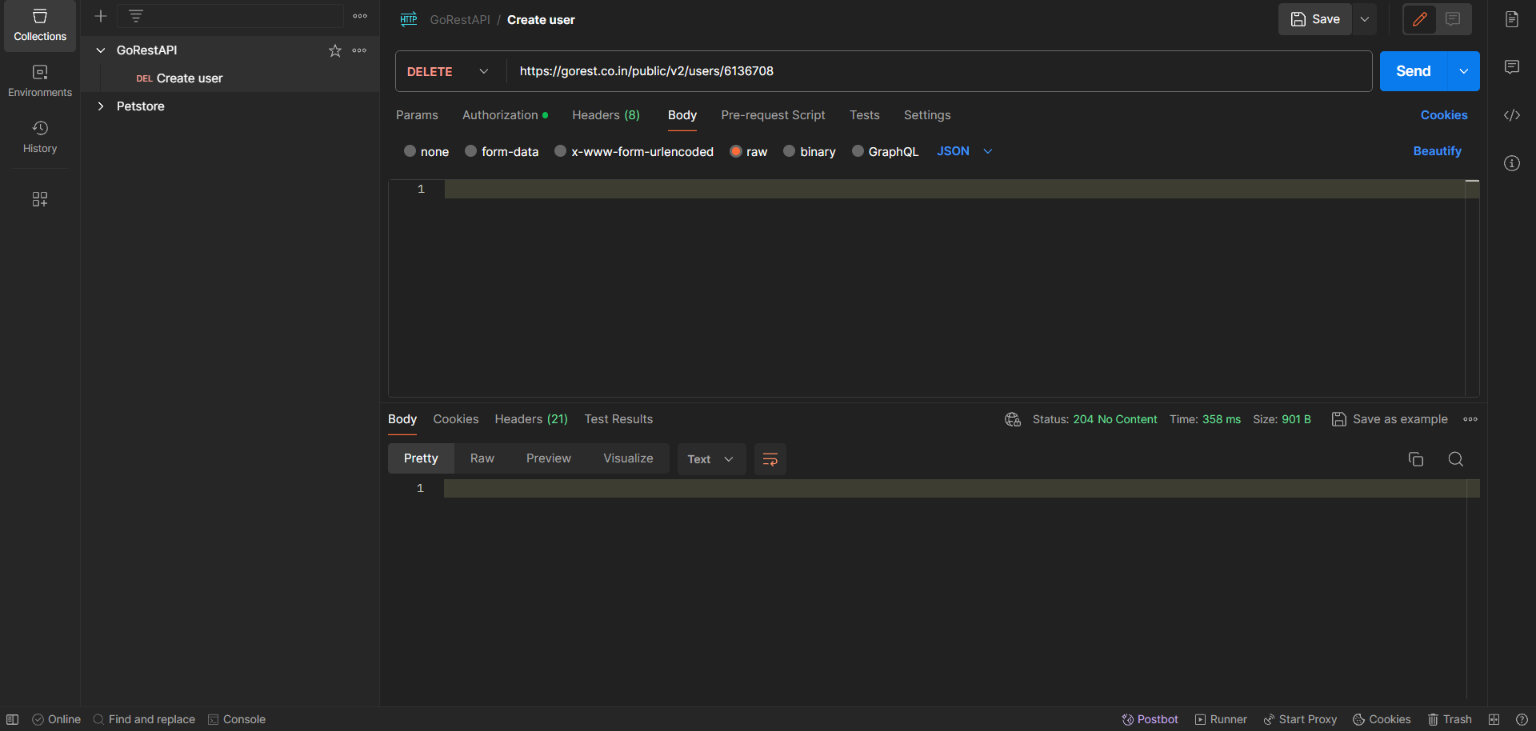 Collections
Environments
History
GoRestAPI
DEL Create user
Petstore
HTTP GoRestAPI / Create user
Save
DELETE https://gorest.co.in/public/v2/users/6136708 Send
Params Authorization Headers (8) Body Pre-request Script Tests Settings Cookies
none form-data x-www-form-urlencoded raw binary GraphQL JSON Beautify
1
Body Cookies Headers (21) Test Results Status: 204 No Content Time: 358 ms Size: 901 B Save as example
Pretty Raw Preview Visualize Text
1
Online Find and replace Console Postbot Runner Start Proxy Cookies Trash